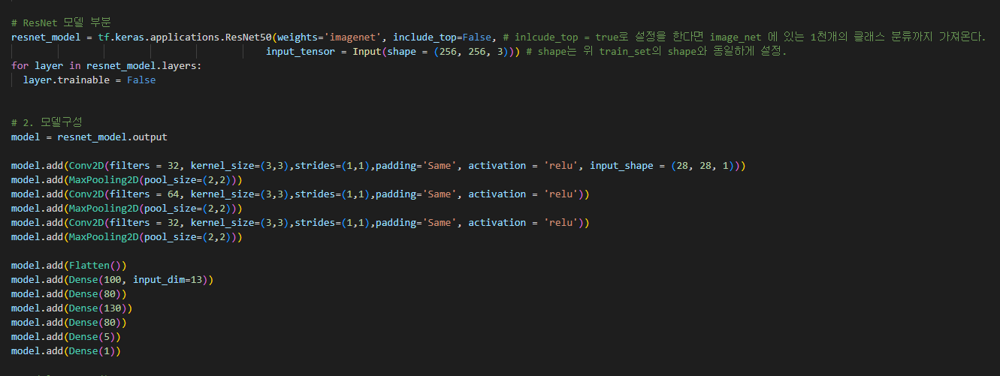 # ResNet 모델 부분
resnet_model = tf.keras.applications.ResNet50(weights='imagenet', include_top=False, # inlcude_top = true로 설정을 한다면 image_net 에 있는 1천개의 클래스 분류까지 가져온다.
input_tensor = Input(shape = (256, 256, 3))) # shape는 위 train_set의 shape와 동일하게 설정.
for layer in resnet_model.layers:
layer.trainable = False
# 2. 모델구성
model = resnet_model.output
model.add(Conv2D(filters = 32, kernel_size=(3,3),strides=(1,1),padding='Same', activation = 'relu', input_shape = (28, 28, 1)))
model.add(MaxPooling2D(pool_size=(2,2)))
model.add(Conv2D(filters = 64, kernel_size=(3,3),strides=(1,1),padding='Same', activation = 'relu'))
model.add(MaxPooling2D(pool_size=(2,2)))
model.add(Conv2D(filters = 32, kernel_size=(3,3),strides=(1,1),padding='Same', activation = 'relu'))
model.add(MaxPooling2D(pool_size=(2,2)))
model.add(Flatten())
model.add(Dense(100, input_dim=13))
model.add(Dense(80))
model.add(Dense(130))
model.add(Dense(80))
model.add(Dense(5))
model.add(Dense(1))